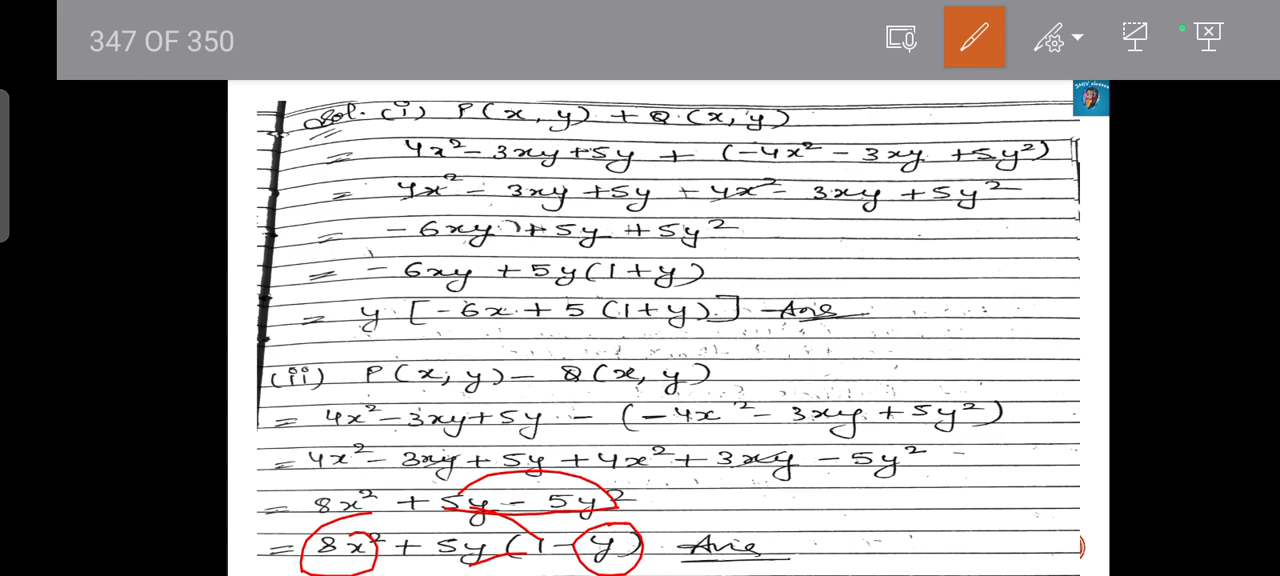 347 OF 350
Sol. (i) P(x, y) + Q(x, y)
= 4x² - 3xy + 5y + (-4x² - 3xy + 5y²)
= 4x² - 3xy + 5y - 4x² - 3xy + 5y²
= - 6xy + 5y + 5y²
= - 6xy + 5y(1+y)
= y [-6x + 5(1+y)] Ans
(ii) P(x, y) - Q(x, y)
= 4x² - 3xy + 5y - (-4x² - 3xy + 5y²)
= 4x² - 3xy + 5y + 4x² + 3xy - 5y²
= 8x² + 5y - 5y²
= 8x² + 5y(1-y) Ans